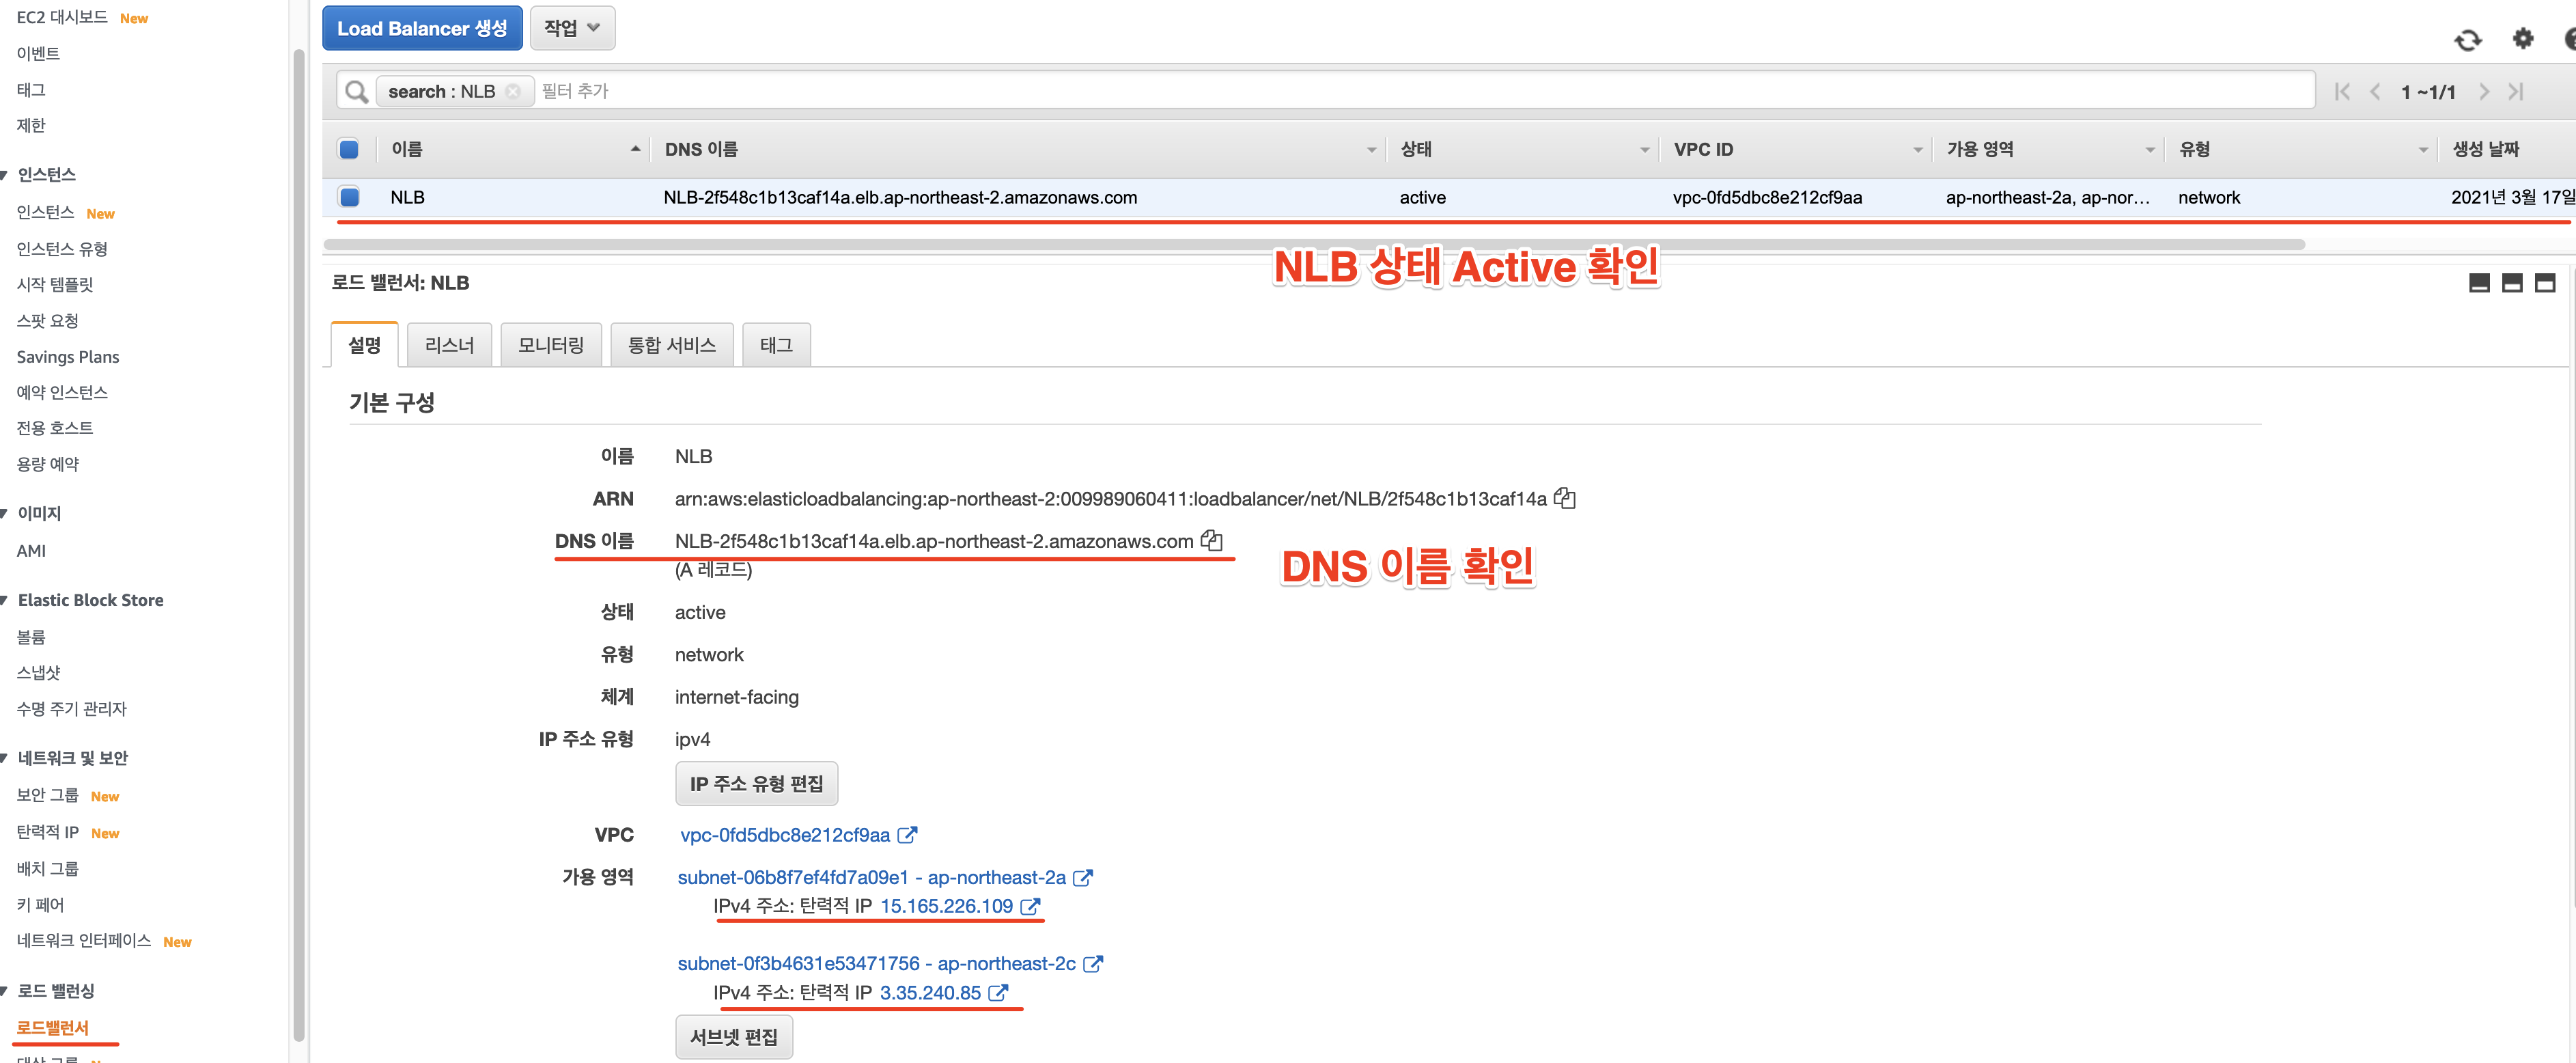 EC2 대시보드 New
이벤트
태그
제한
인스턴스
인스턴스 New
인스턴스 유형
시작 템플릿
스팟 요청
Savings Plans
예약 인스턴스
전용 호스트
용량 예약
이미지
AMI
Elastic Block Store
볼륨
스냅샷
수명 주기 관리자
네트워크 및 보안
보안 그룹 New
탄력적 IP New
배치 그룹
키 페어
네트워크 인터페이스 New
로드 밸런싱
로드밸런서
Load Balancer 생성 작업
search : NLB 필터 추가 1 ~1/1
이름 DNS 이름 상태 VPC ID 가용 영역 유형 생성 날짜
NLB NLB-2f548c1b13caf14a.elb.ap-northeast-2.amazonaws.com active vpc-0fd5dbc8e212cf9aa ap-northeast-2a, ap-nor... network 2021년 3월 17일
NLB 상태 Active 확인
로드 밸런서: NLB
설명 리스너 모니터링 통합 서비스 태그
기본 구성
이름 NLB
ARN arn:aws:elasticloadbalancing:ap-northeast-2:009989060411:loadbalancer/net/NLB/2f548c1b13caf14a
DNS 이름 NLB-2f548c1b13caf14a.elb.ap-northeast-2.amazonaws.com
(A 레코드)
DNS 이름 확인
상태 active
유형 network
체계 internet-facing
IP 주소 유형 ipv4
IP 주소 유형 편집
VPC vpc-0fd5dbc8e212cf9aa
가용 영역 subnet-06b8f7ef4fd7a09e1 - ap-northeast-2a
IPv4 주소: 탄력적 IP 15.165.226.109
subnet-0f3b4631e53471756 - ap-northeast-2c
IPv4 주소: 탄력적 IP 3.35.240.85
서브넷 편집